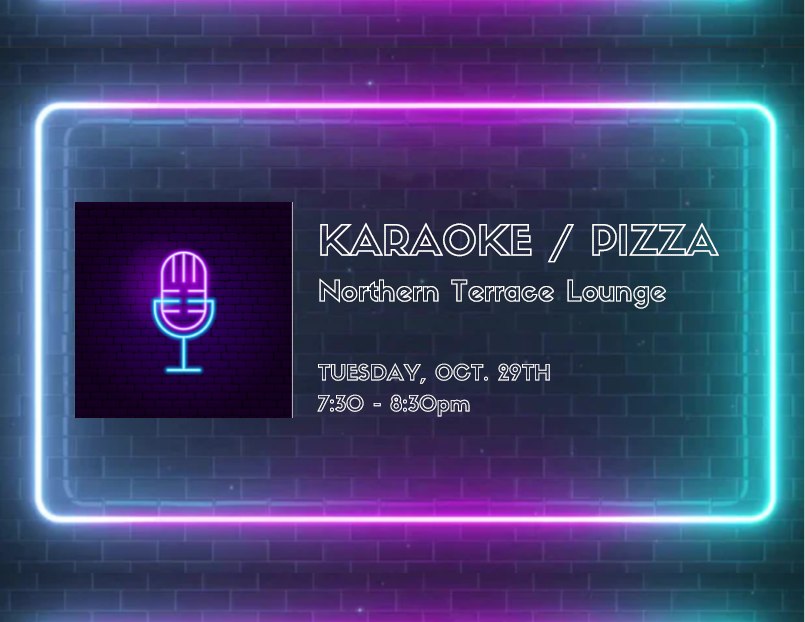 KARAOKE / PIZZA
Northern Terrace Lounge
TUESDAY, OCT. 29TH
7:30 - 8:30pm